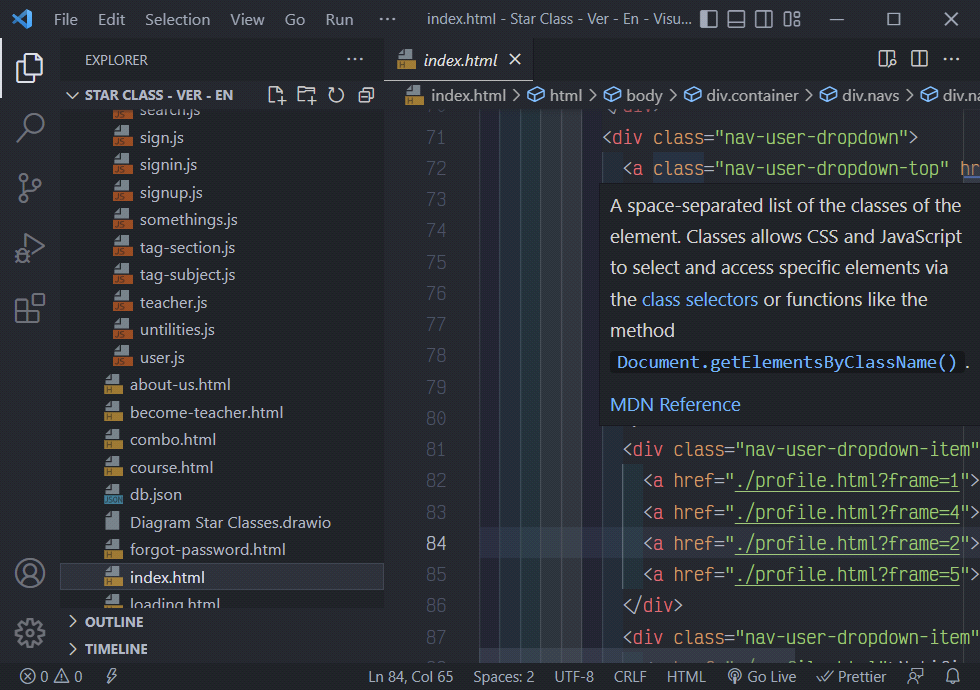 File Edit Selection View Go Run ··· index.html - Star Class - Ver - En - Visu...
EXPLORER
index.html
STAR CLASS - VER - EN
index.html > html > body > div.container > div.navs > div.na
search.js
sign.js
signin.js
signup.js
somethings.js
tag-section.js
tag-subject.js
teacher.js
untilities.js
user.js
about-us.html
become-teacher.html
combo.html
course.html
db.json
Diagram Star Classes.drawio
forgot-password.html
index.html
loading.html
OUTLINE
TIMELINE
71 <div class="nav-user-dropdown">
72 <a class="nav-user-dropdown-top" hr
73
74
75
76
77
78
79
80
A space-separated list of the classes of the
element. Classes allows CSS and JavaScript
to select and access specific elements via
the class selectors or functions like the
method
Document.getElementsByClassName() .
MDN Reference
81 <div class="nav-user-dropdown-item"
82 <a href="./profile.html?frame=1">
83 <a href="./profile.html?frame=4">
84 <a href="./profile.html?frame=2">
85 <a href="./profile.html?frame=5">
86 </div>
87 <div class="nav-user-dropdown-item"
0 0 Ln 84, Col 65 Spaces: 2 UTF-8 CRLF HTML Go Live Prettier